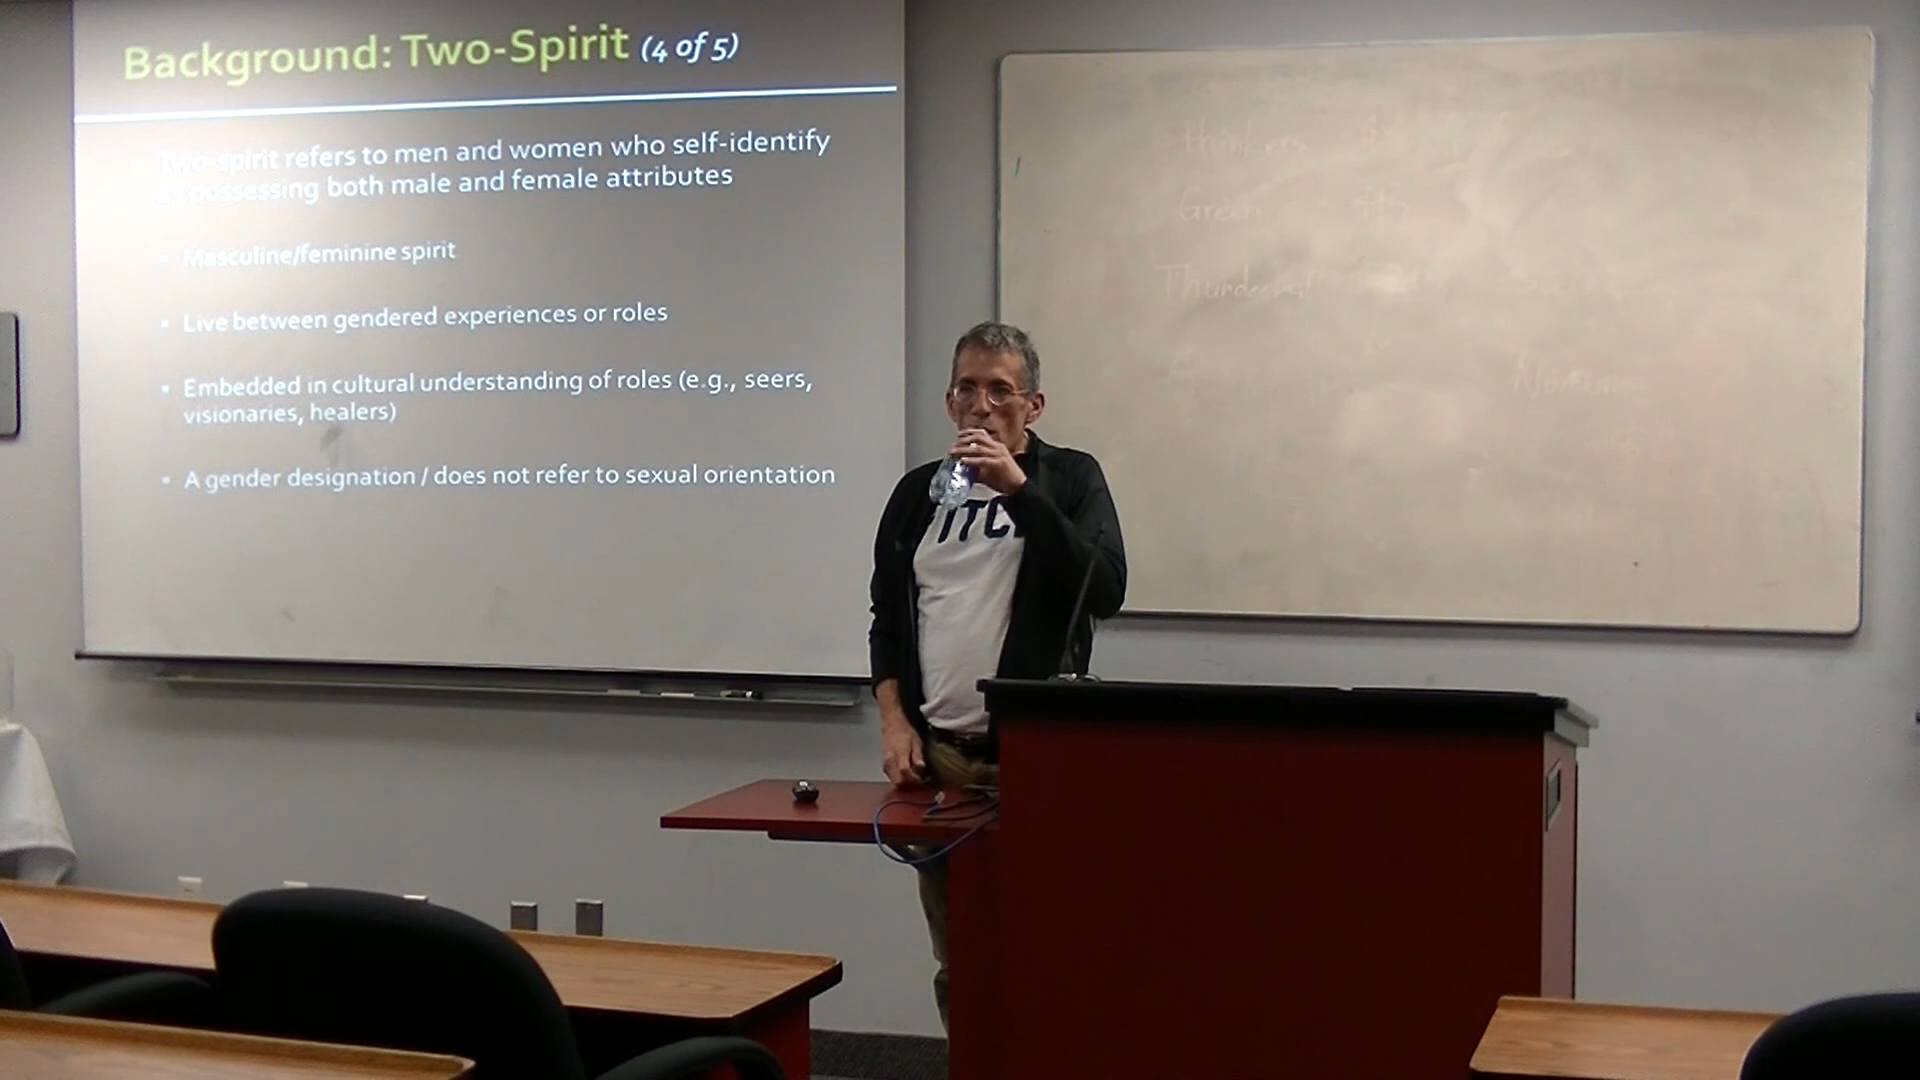 Background: Two-Spirit (4 of 5)
Two-spirit refers to men and women who self-identify
as possessing both male and female attributes
Masculine/feminine spirit
Live between gendered experiences or roles
Embedded in cultural understanding of roles (e.g., seers,
visionaries, healers)
A gender designation / does not refer to sexual orientation
ITC
thinkers